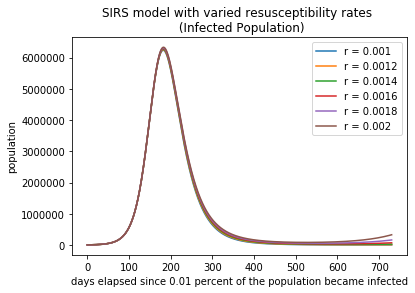 SIRS model with varied resusceptibility rates
(Infected Population)
r = 0.001
r = 0.0012
r = 0.0014
r = 0.0016
r = 0.0018
r = 0.002
population
6000000
5000000
4000000
3000000
2000000
1000000
0
0 100 200 300 400 500 600 700
days elapsed since 0.01 percent of the population became infected